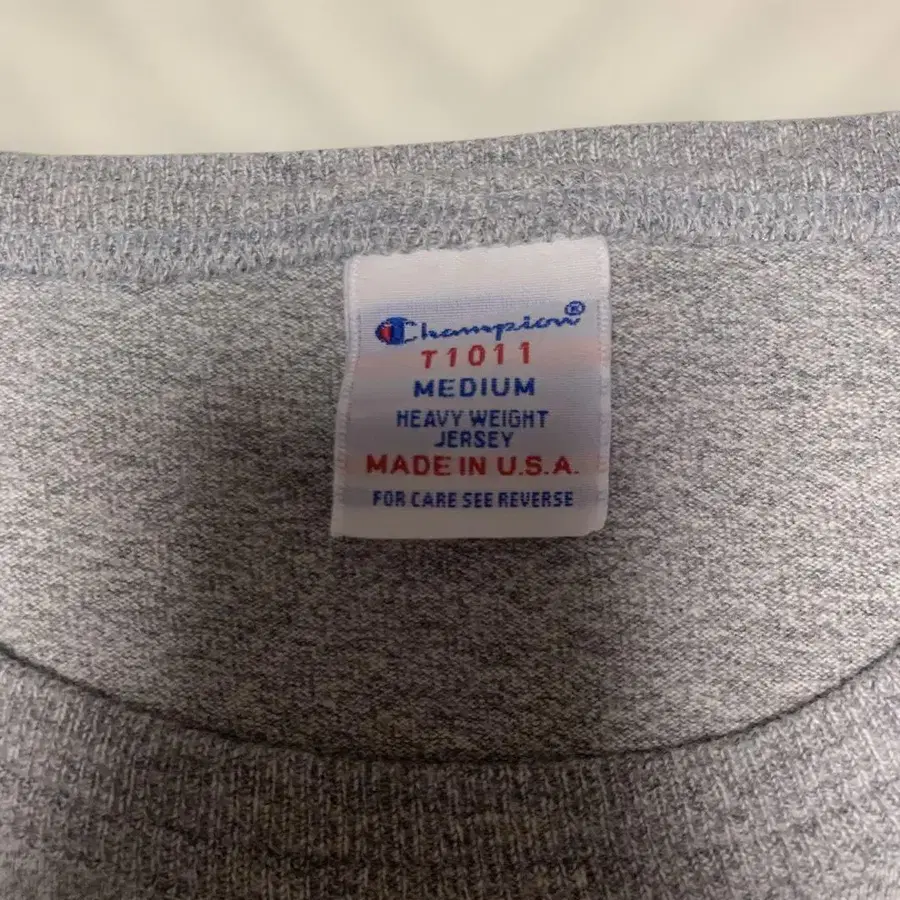 Champion®
T1011
MEDIUM
HEAVY WEIGHT
JERSEY
MADE IN U.S.A.
FOR CARE SEE REVERSE